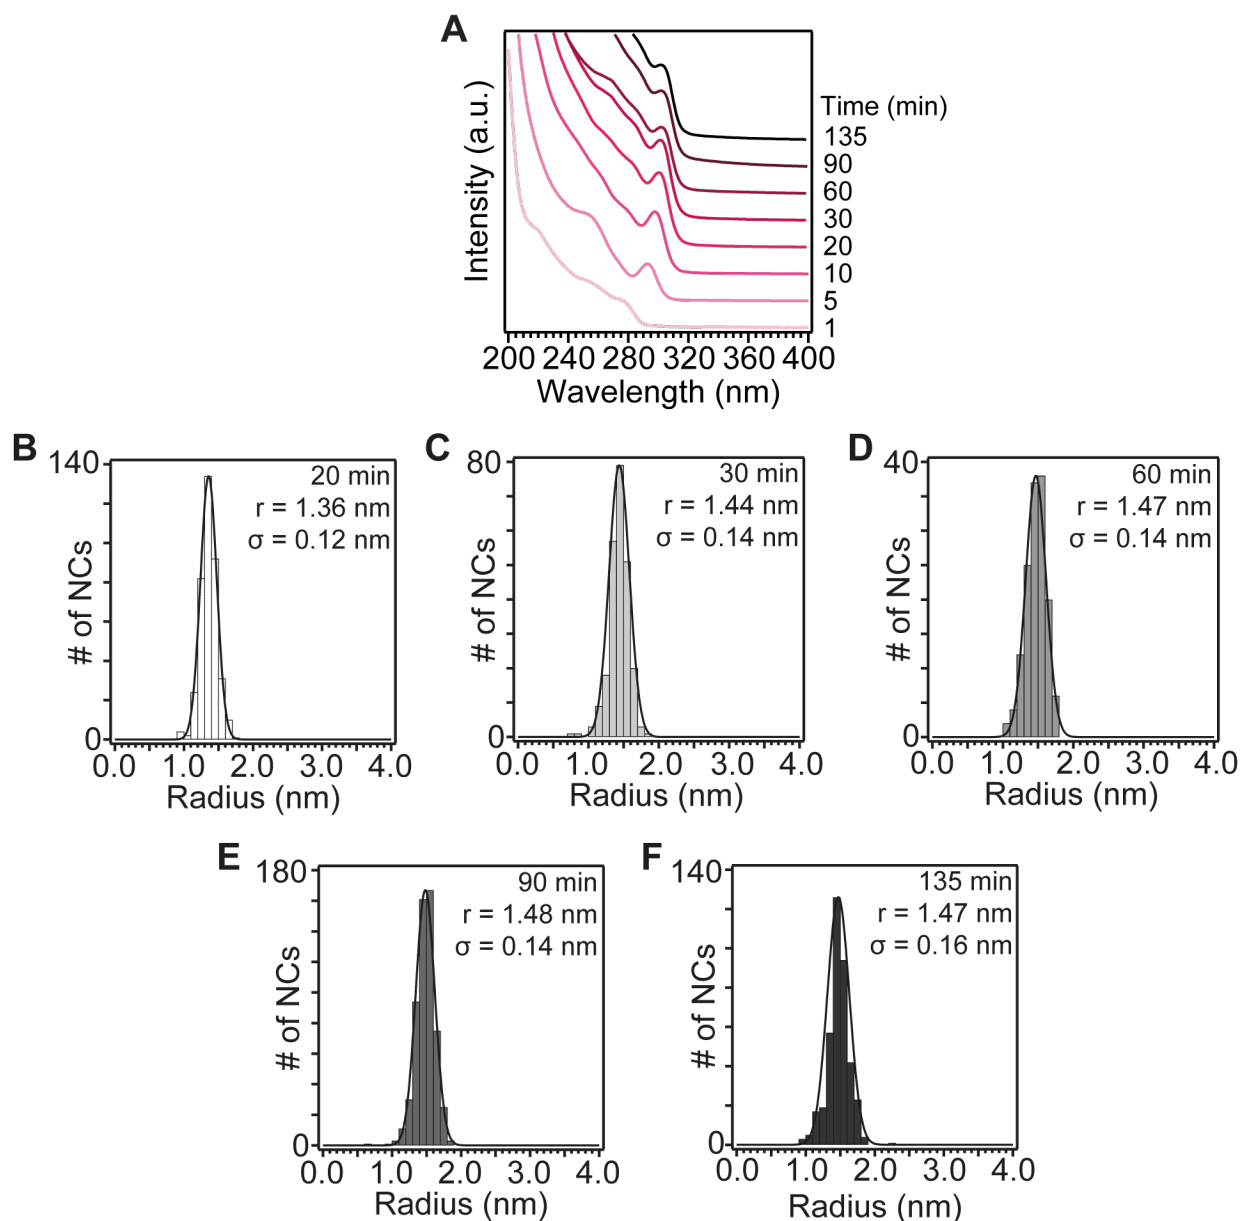 A
Intensity (a.u.)
Time (min)
135
90
60
30
20
10
5
1
200 240 280 320 360 400
Wavelength (nm)
B
140
0
# of NCs
20 min
r = 1.36 nm
σ = 0.12 nm
0.0 1.0 2.0 3.0 4.0
Radius (nm)
C
80
0
# of NCs
30 min
r = 1.44 nm
σ = 0.14 nm
0.0 1.0 2.0 3.0 4.0
Radius (nm)
D
40
0
# of NCs
60 min
r = 1.47 nm
σ = 0.14 nm
0.0 1.0 2.0 3.0 4.0
Radius (nm)
E
180
0
# of NCs
90 min
r = 1.48 nm
σ = 0.14 nm
0.0 1.0 2.0 3.0 4.0
Radius (nm)
F
140
0
# of NCs
135 min
r = 1.47 nm
σ = 0.16 nm
0.0 1.0 2.0 3.0 4.0
Radius (nm)